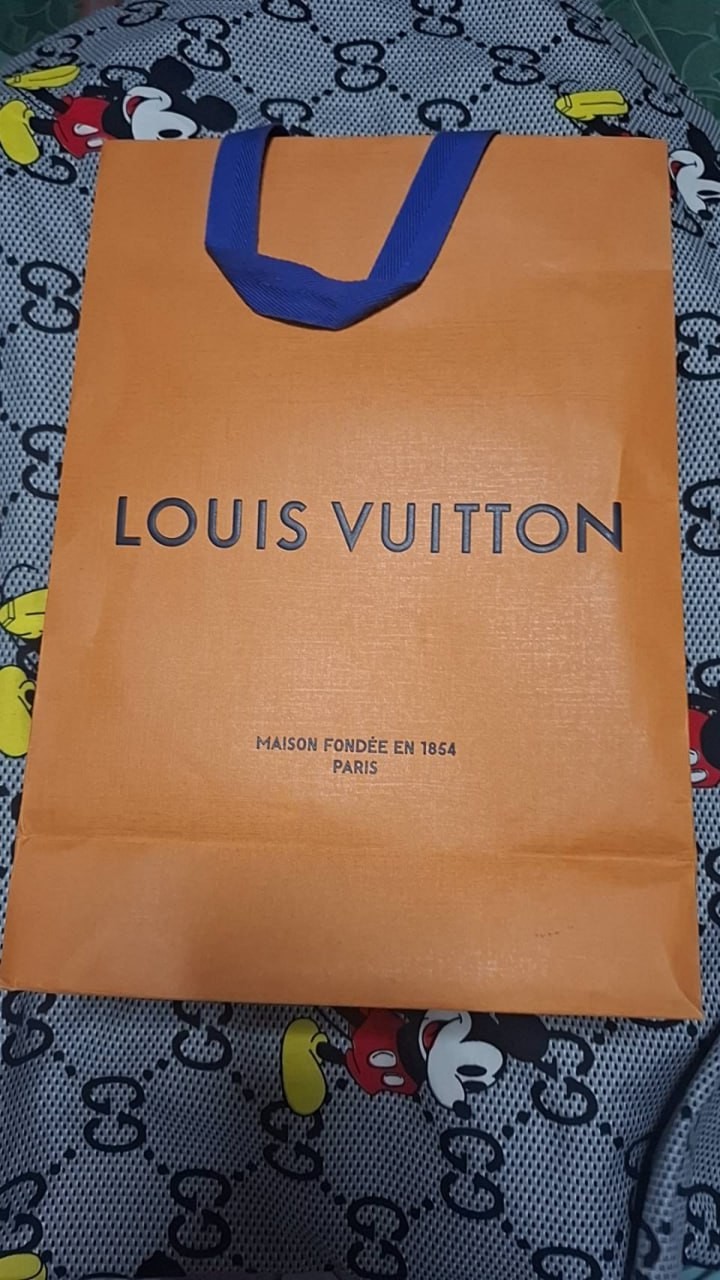 LOUIS VUITTON
MAISON FONDÉE EN 1854
PARIS